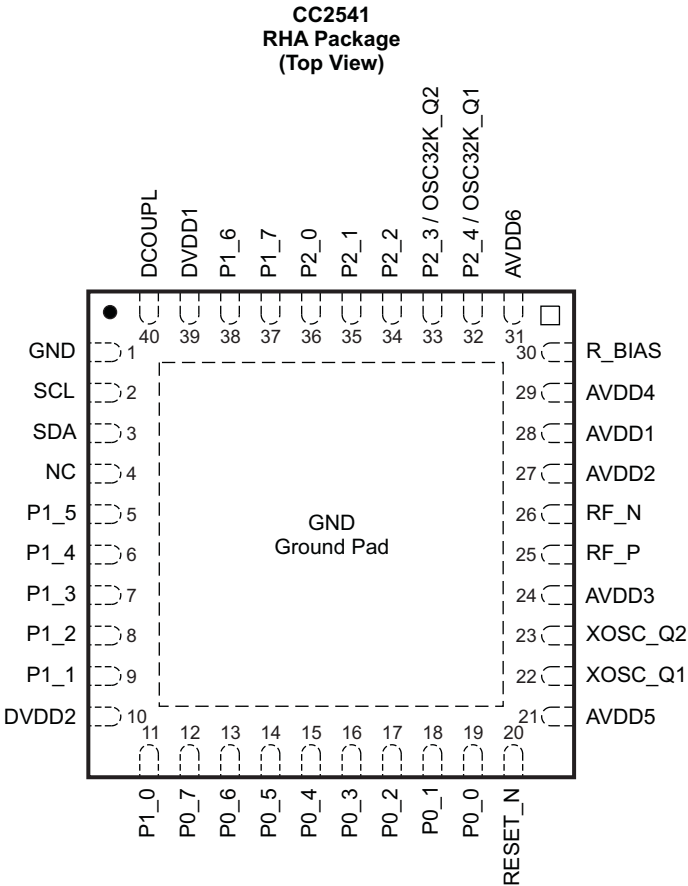 CC2541
RHA Package
(Top View)
DCOUPL
DVDD1
P1_6
P1_7
P2_0
P2_1
P2_2
P2_3 / OSC32K_Q2
P2_4 / OSC32K_Q1
AVDD6
40
39
38
37
36
35
34
33
32
31
GND 1
SCL 2
SDA 3
NC 4
P1_5 5
P1_4 6
P1_3 7
P1_2 8
P1_1 9
DVDD2 10
GND
Ground Pad
30 R_BIAS
29 AVDD4
28 AVDD1
27 AVDD2
26 RF_N
25 RF_P
24 AVDD3
23 XOSC_Q2
22 XOSC_Q1
21 AVDD5
11
12
13
14
15
16
17
18
19
20
P1_0
P0_7
P0_6
P0_5
P0_4
P0_3
P0_2
P0_1
P0_0
RESET_N